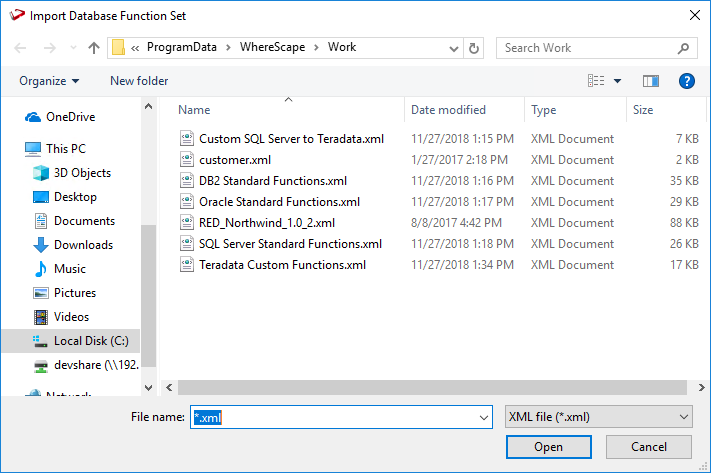 Import Database Function Set
« ProgramData > WhereScape > Work
Search Work
Organize
New folder
?
OneDrive
This PC
3D Objects
Desktop
Documents
Downloads
Music
Pictures
Videos
Local Disk (C:)
devshare (\\192.
Name Date modified Type Size
Custom SQL Server to Teradata.xml 11/27/2018 1:15 PM XML Document 7 KB
customer.xml 1/27/2017 2:18 PM XML Document 2 KB
DB2 Standard Functions.xml 11/27/2018 1:16 PM XML Document 35 KB
Oracle Standard Functions.xml 11/27/2018 1:17 PM XML Document 29 KB
RED_Northwind_1.0_2.xml 8/8/2017 4:42 PM XML Document 88 KB
SQL Server Standard Functions.xml 11/27/2018 1:18 PM XML Document 26 KB
Teradata Custom Functions.xml 11/27/2018 1:34 PM XML Document 17 KB
Network
File name: *.xml XML file (*.xml)
Open Cancel